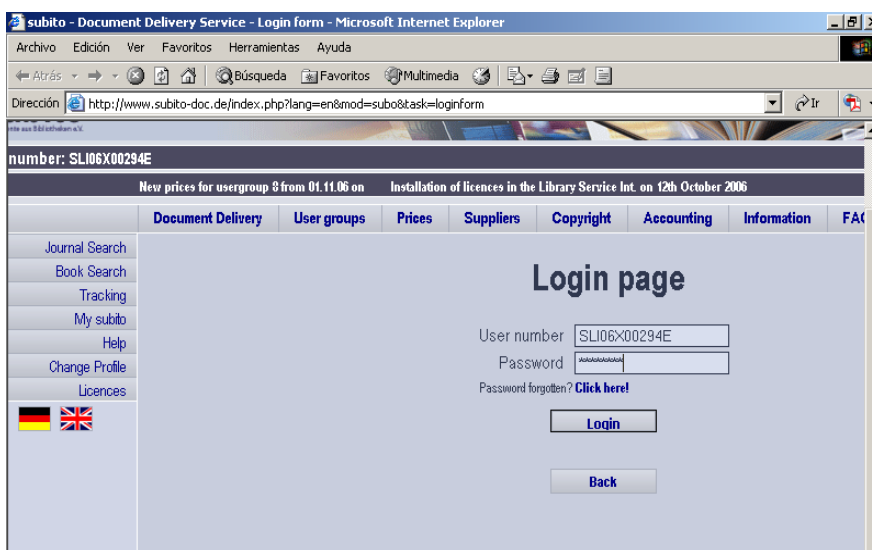 subito - Document Delivery Service - Login form - Microsoft Internet Explorer
Archivo Edición Ver Favoritos Herramientas Ayuda
Atrás Búsqueda Favoritos Multimedia
Dirección http://www.subito-doc.de/index.php?lang=en&mod=subo&task=loginform Ir
number: SLI06X00294E
New prices for usergroup 8 from 01.11.06 on Installation of licences in the Library Service Int. on 12th October 2006
Document Delivery User groups Prices Suppliers Copyright Accounting Information FAQ
Journal Search
Book Search
Tracking
My subito
Help
Change Profile
Licences
Login page
User number SLI06X00294E
Password *********
Password forgotten? Click here!
Login
Back